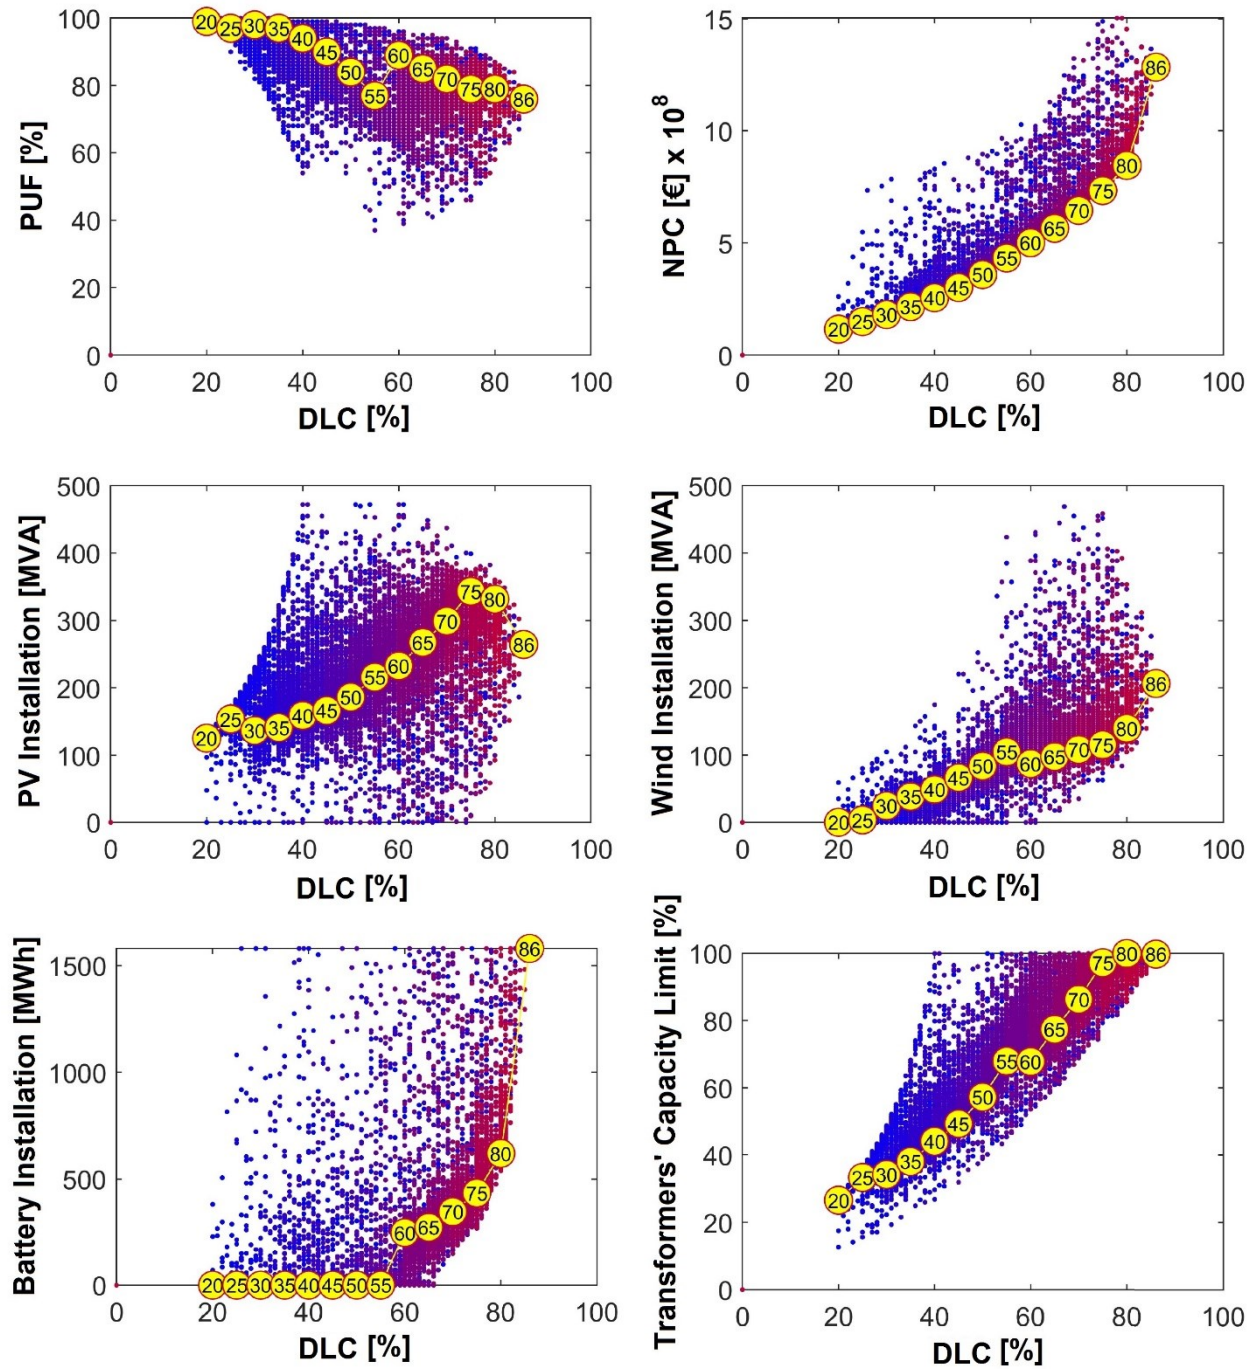 PUF [%]
100
80
60
40
20
0
20 25 30 35 40 45 50 55 60 65 70 75 80 86
0 20 40 60 80 100
DLC [%]
NPC [€] x 10⁸
15
10
5
0
20 25 30 35 40 45 50 55 60 65 70 75 80 86
0 20 40 60 80 100
DLC [%]
PV Installation [MVA]
500
400
300
200
100
0
20 25 30 35 40 45 50 55 60 65 70 75 80 86
0 20 40 60 80 100
DLC [%]
Wind Installation [MVA]
500
400
300
200
100
0
20 25 30 35 40 45 50 55 60 65 70 75 80 86
0 20 40 60 80 100
DLC [%]
Battery Installation [MWh]
1500
1000
500
0
20 25 30 35 40 45 50 55 60 65 70 75 80 86
0 20 40 60 80 100
DLC [%]
Transformers' Capacity Limit [%]
100
80
60
40
20
0
20 25 30 35 40 45 50 55 60 65 70 75 80 86
0 20 40 60 80 100
DLC [%]